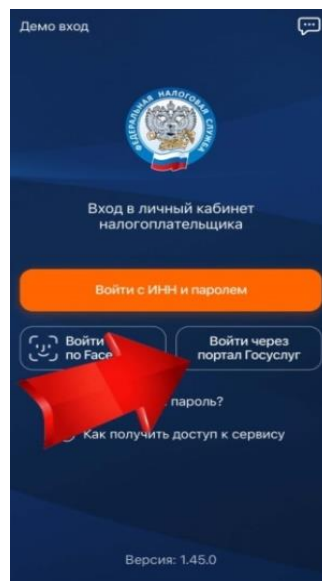 Демо вход
ФЕДЕРАЛЬНАЯ НАЛОГОВАЯ СЛУЖБА
Вход в личный кабинет
налогоплательщика
Войти с ИНН и паролем
Войти
по Face
Войти через
портал Госуслуг
пароль?
Как получить доступ к сервису
Версия: 1.45.0